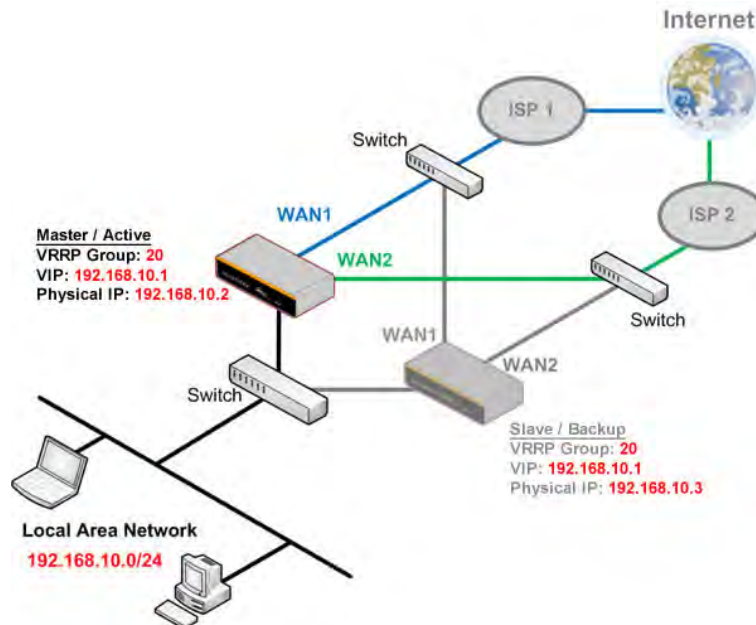 Internet
ISP 1
Switch
WAN1
Master / Active
VRRP Group: 20
VIP: 192.168.10.1
Physical IP: 192.168.10.2
WAN2
ISP 2
Switch
WAN1
WAN2
Switch
Slave / Backup
VRRP Group: 20
VIP: 192.168.10.1
Physical IP: 192.168.10.3
Local Area Network
192.168.10.0/24